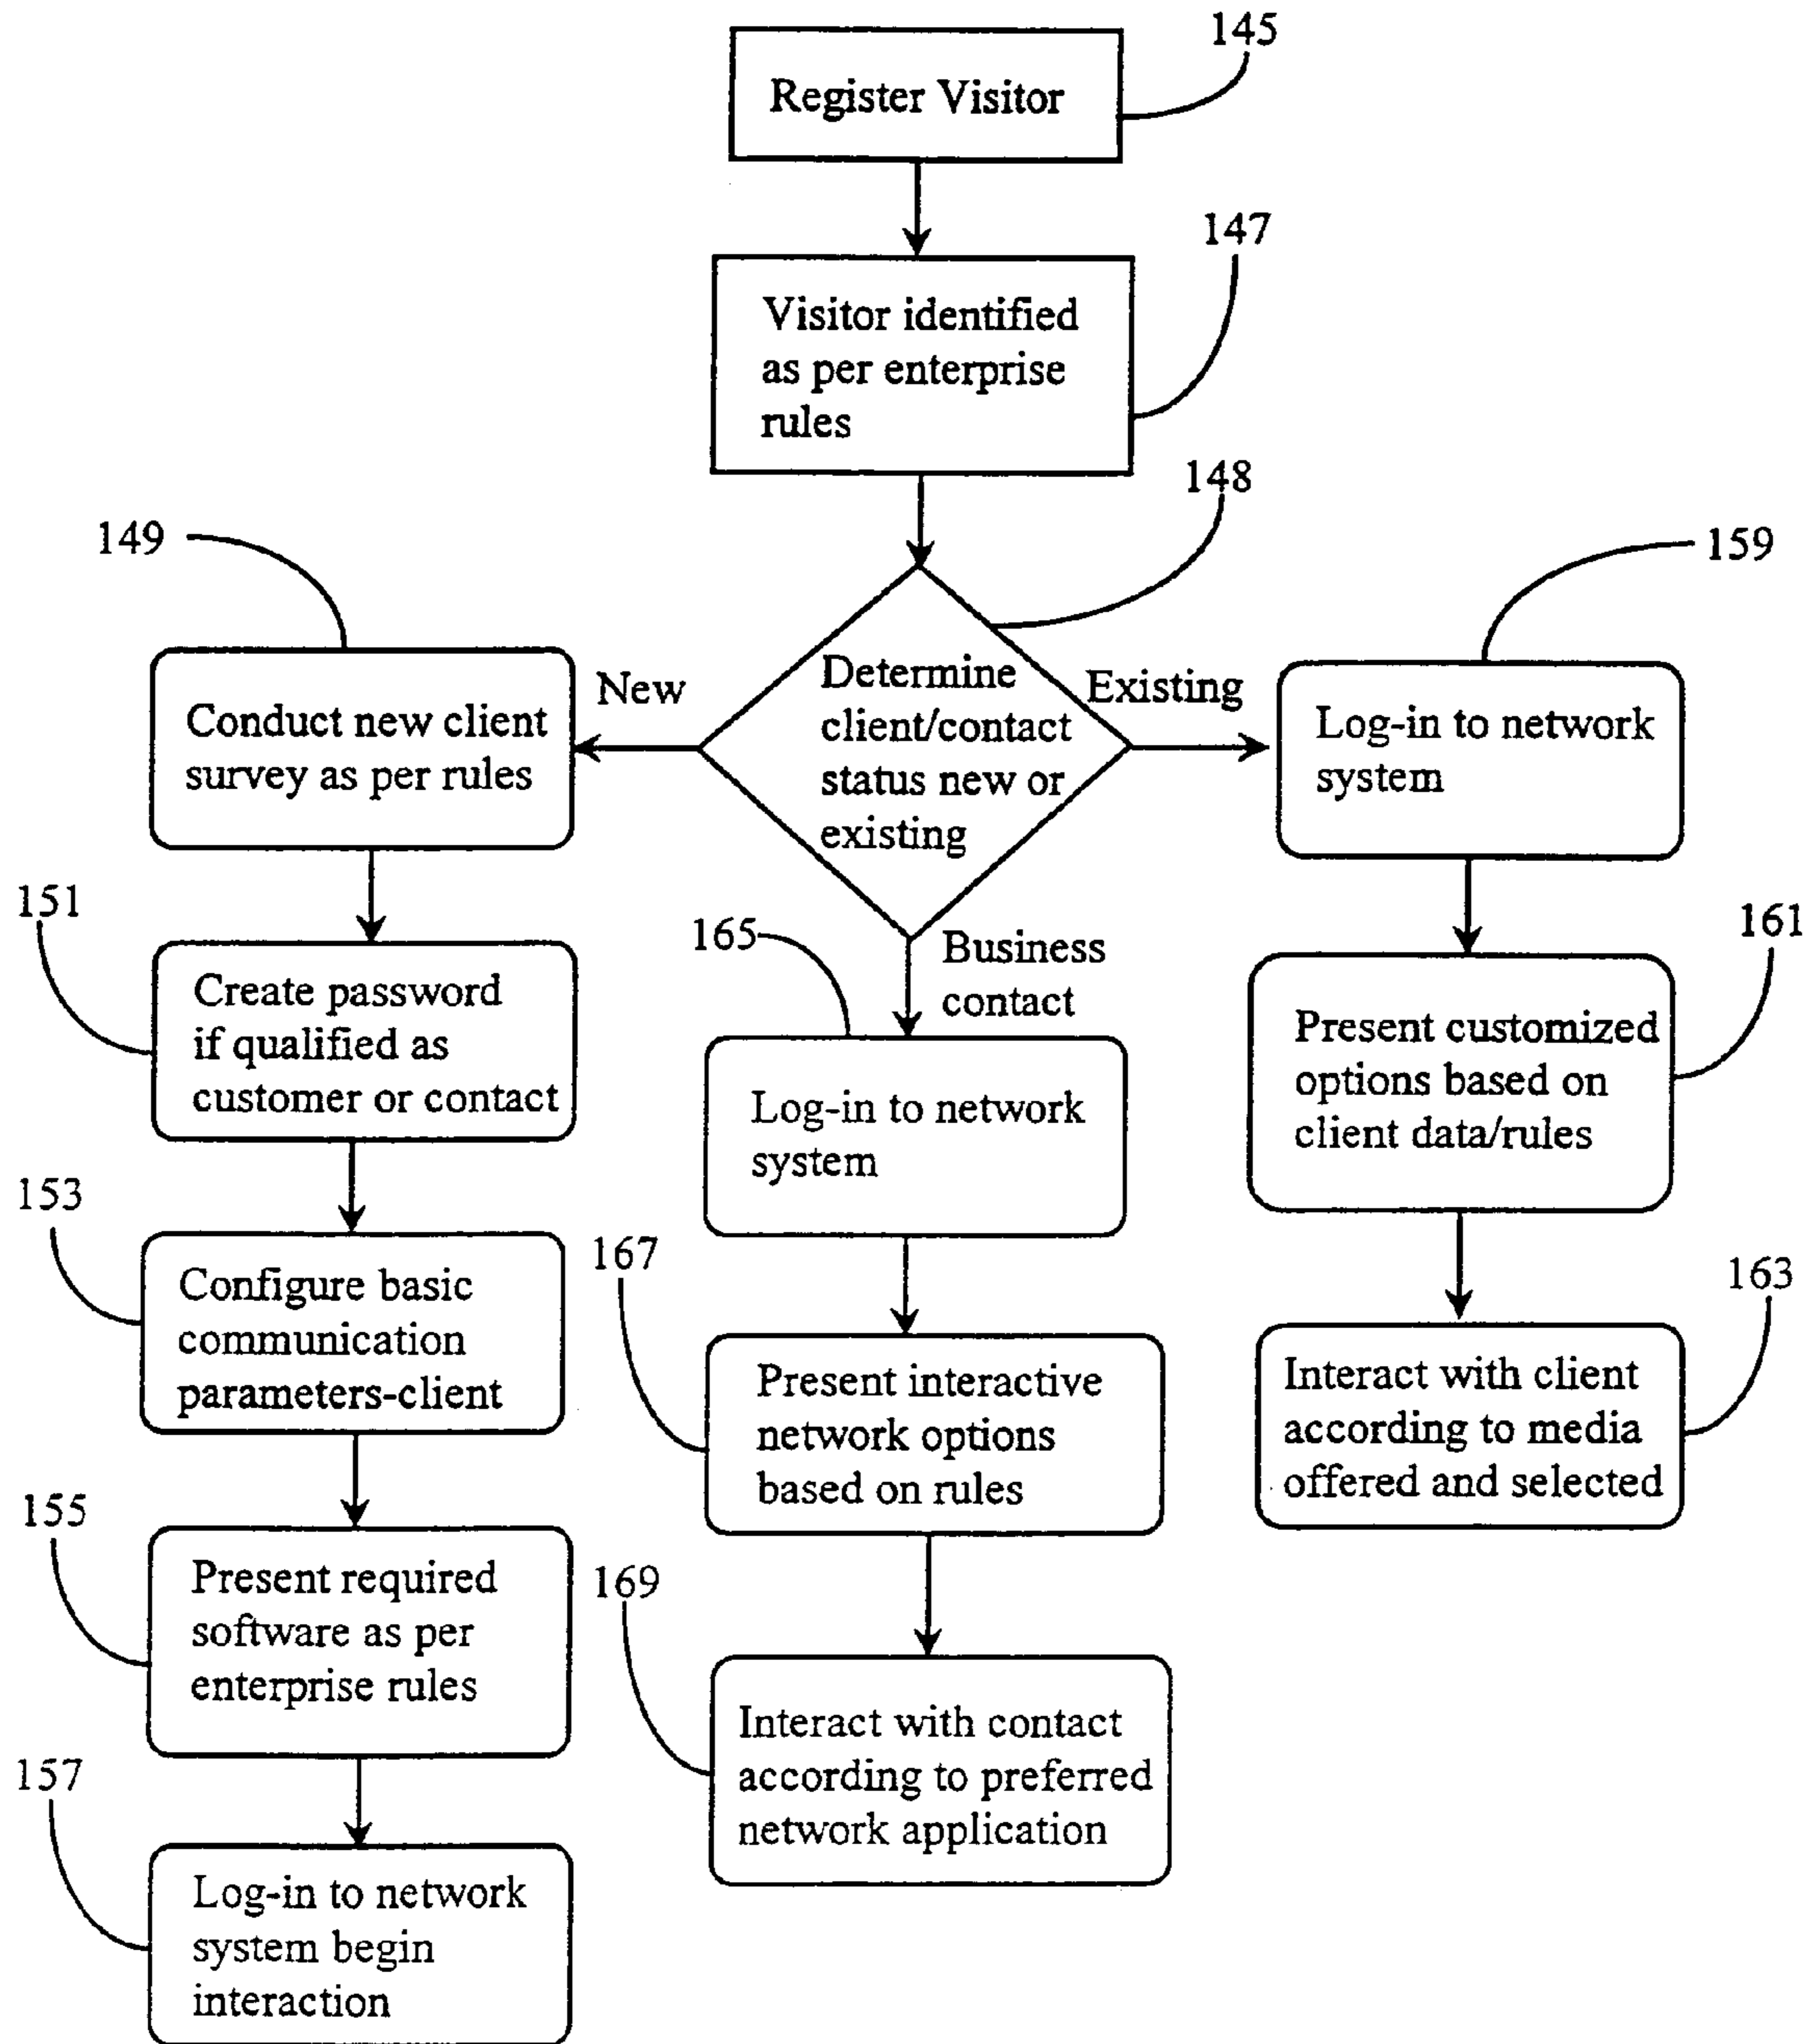 145
Register Visitor
147
Visitor identified
as per enterprise
rules
148
149
159
New
Existing
Conduct new client
survey as per rules
Determine
client/contact
status new or
existing
Log-in to network
system
151
Create password
if qualified as
customer or contact
165
Business
contact
161
Log-in to network
system
Present customized
options based on
client data/rules
153
Configure basic
communication
parameters-client
167
Present interactive
network options
based on rules
163
Interact with client
according to media
offered and selected
155
Present required
software as per
enterprise rules
169
Interact with contact
according to preferred
network application
157
Log-in to network
system begin
interaction